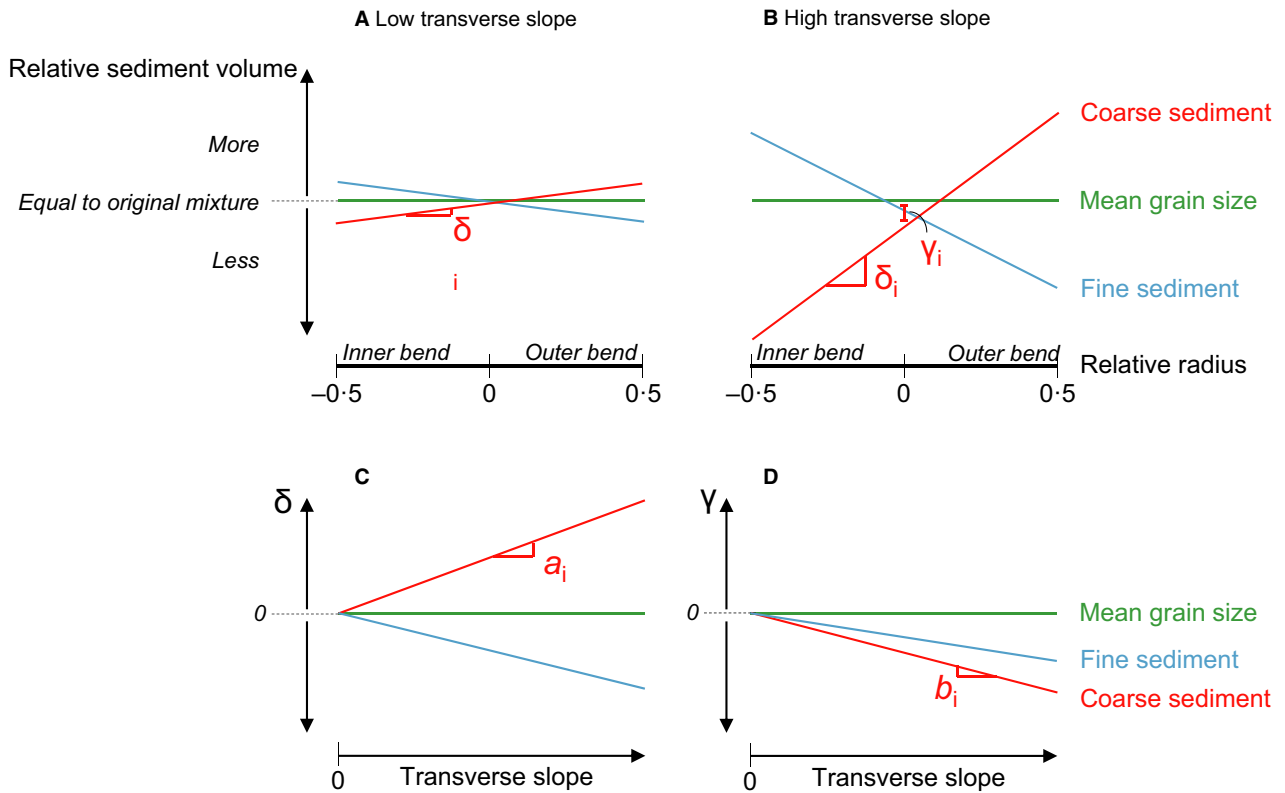 A Low transverse slope
B High transverse slope
Relative sediment volume
More
Equal to original mixture
Less
δ
i
Inner bend
Outer bend
–0·5
0
0·5
Coarse sediment
Mean grain size
γi
δi
Fine sediment
Inner bend
Outer bend
Relative radius
–0·5
0
0·5
C
δ
ai
0
0
Transverse slope
D
γ
0
Mean grain size
Fine sediment
bi
Coarse sediment
0
Transverse slope